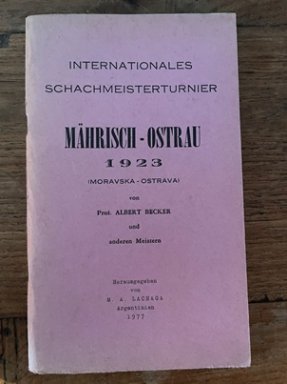 INTERNATIONALES
SCHACHMEISTERTURNIER
MÄHRISCH - OSTRAU
1923
(MORAVSKA - OSTRAVA)
von
Prof. ALBERT BECKER
und
anderen Meistern
Herausgegeben
von
M. A. LACHAGA
Argentinien
1977